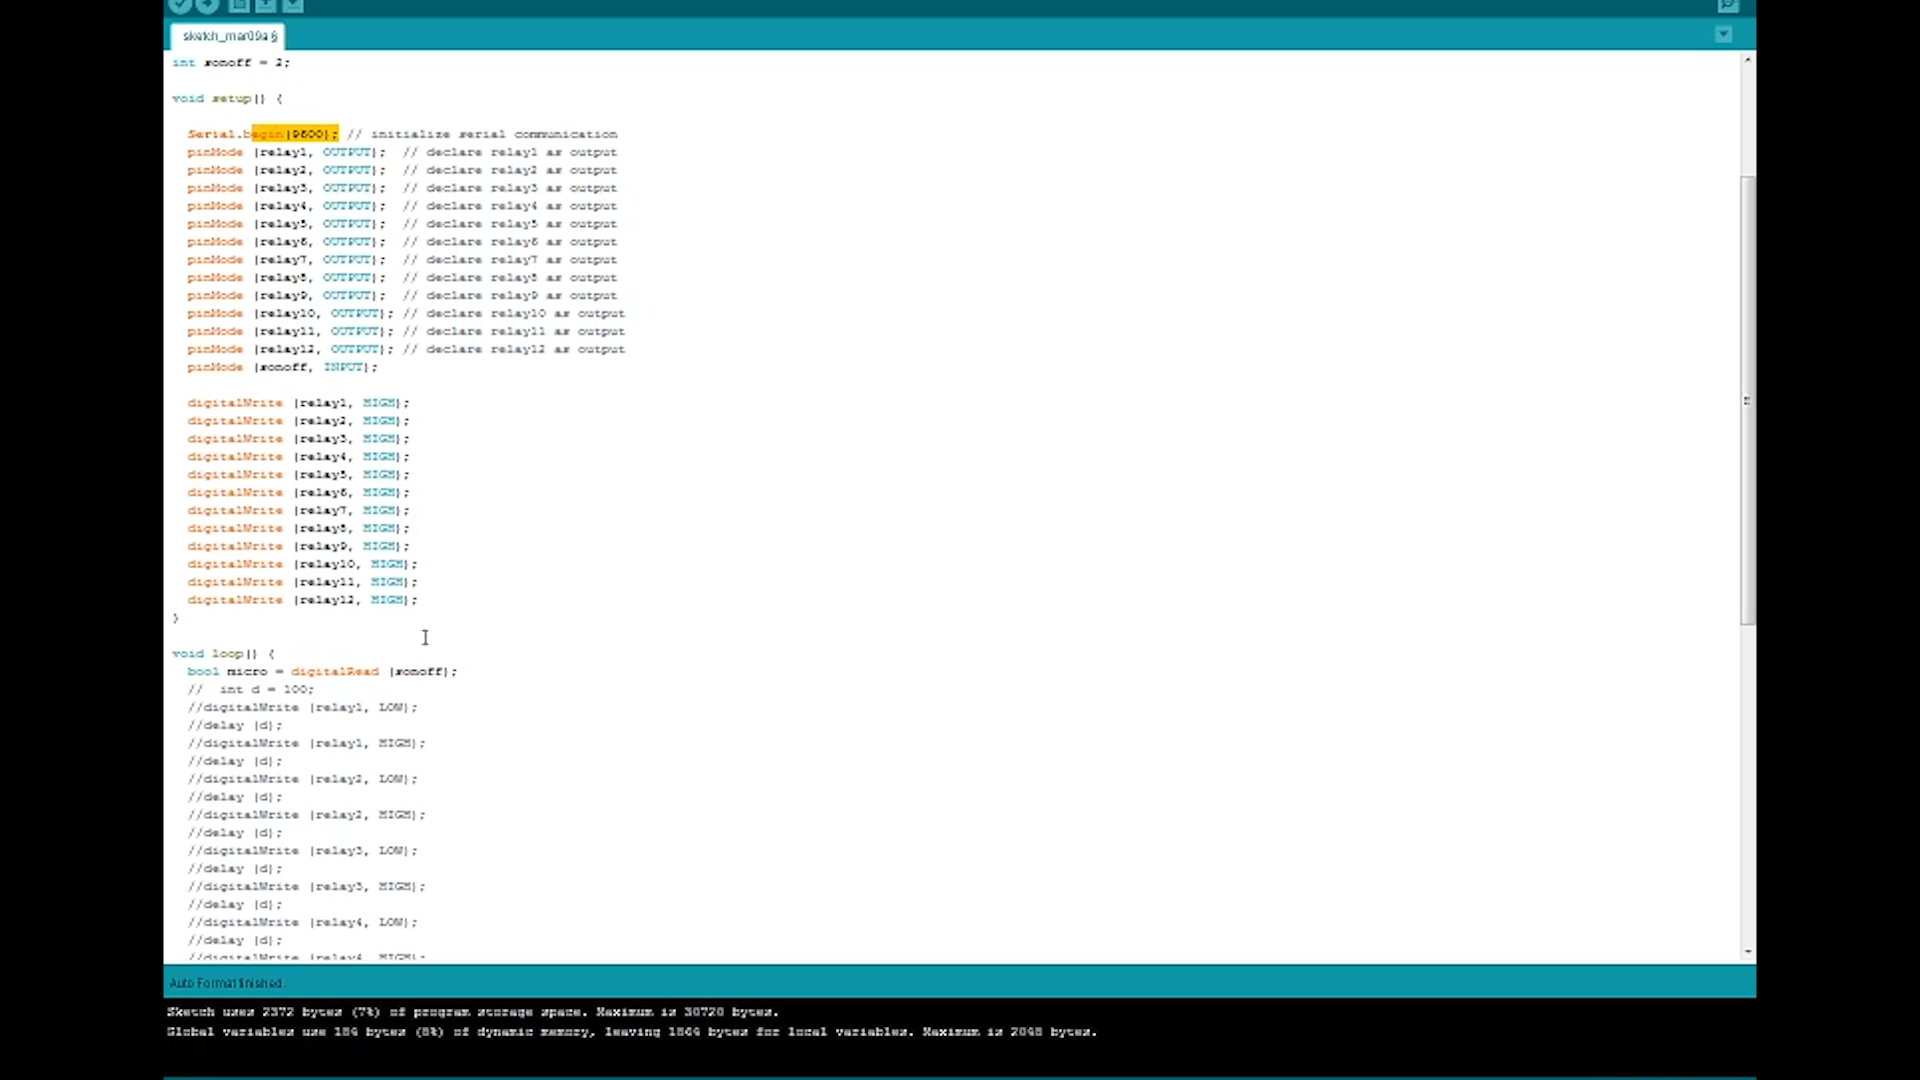 sketch_mar09a §
int sonoff = 2;
void setup() {
Serial.begin(9600); // initialize serial communication
pinMode (relay1, OUTPUT);  // declare relay1 as output
pinMode (relay2, OUTPUT);  // declare relay2 as output
pinMode (relay3, OUTPUT);  // declare relay3 as output
pinMode (relay4, OUTPUT);  // declare relay4 as output
pinMode (relay5, OUTPUT);  // declare relay5 as output
pinMode (relay6, OUTPUT);  // declare relay6 as output
pinMode (relay7, OUTPUT);  // declare relay7 as output
pinMode (relay8, OUTPUT);  // declare relay8 as output
pinMode (relay9, OUTPUT);  // declare relay9 as output
pinMode (relay10, OUTPUT); // declare relay10 as output
pinMode (relay11, OUTPUT); // declare relay11 as output
pinMode (relay12, OUTPUT); // declare relay12 as output
pinMode (sonoff, INPUT);
digitalWrite (relay1, HIGH);
digitalWrite (relay2, HIGH);
digitalWrite (relay3, HIGH);
digitalWrite (relay4, HIGH);
digitalWrite (relay5, HIGH);
digitalWrite (relay6, HIGH);
digitalWrite (relay7, HIGH);
digitalWrite (relay8, HIGH);
digitalWrite (relay9, HIGH);
digitalWrite (relay10, HIGH);
digitalWrite (relay11, HIGH);
digitalWrite (relay12, HIGH);
}
void loop() {
bool micro = digitalRead (sonoff);
//  int d = 100;
//digitalWrite (relay1, LOW);
//delay (d);
//digitalWrite (relay1, HIGH);
//delay (d);
//digitalWrite (relay2, LOW);
//delay (d);
//digitalWrite (relay2, HIGH);
//delay (d);
//digitalWrite (relay3, LOW);
//delay (d);
//digitalWrite (relay3, HIGH);
//delay (d);
//digitalWrite (relay4, LOW);
//delay (d);
//digitalWrite (relay4, HIGH);
Auto Format finished.
Sketch uses 2372 bytes (7%) of program storage space. Maximum is 30720 bytes.
Global variables use 184 bytes (8%) of dynamic memory, leaving 1864 bytes for local variables. Maximum is 2048 bytes.